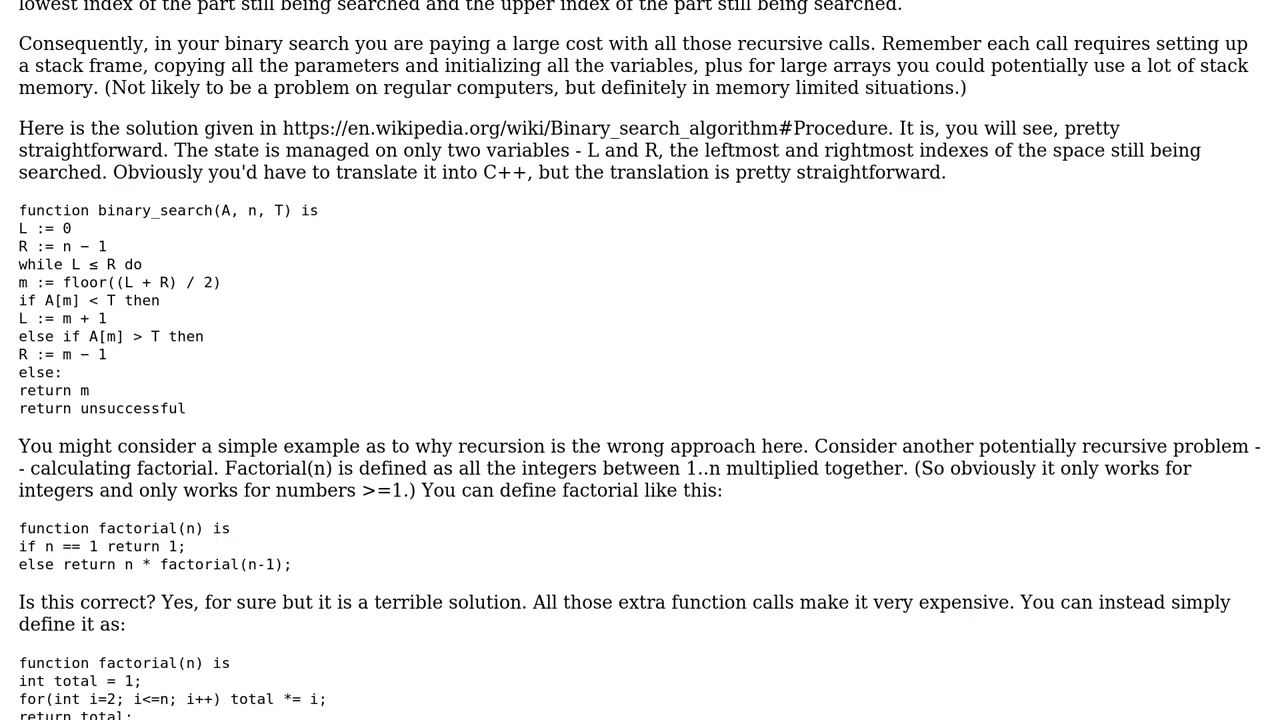 lowest index of the part still being searched and the upper index of the part still being searched.
Consequently, in your binary search you are paying a large cost with all those recursive calls. Remember each call requires setting up
a stack frame, copying all the parameters and initializing all the variables, plus for large arrays you could potentially use a lot of stack
memory. (Not likely to be a problem on regular computers, but definitely in memory limited situations.)
Here is the solution given in https://en.wikipedia.org/wiki/Binary_search_algorithm#Procedure. It is, you will see, pretty
straightforward. The state is managed on only two variables - L and R, the leftmost and rightmost indexes of the space still being
searched. Obviously you'd have to translate it into C++, but the translation is pretty straightforward.
function binary_search(A, n, T) is
L := 0
R := n − 1
while L ≤ R do
m := floor((L + R) / 2)
if A[m] < T then
L := m + 1
else if A[m] > T then
R := m − 1
else:
return m
return unsuccessful
You might consider a simple example as to why recursion is the wrong approach here. Consider another potentially recursive problem -
- calculating factorial. Factorial(n) is defined as all the integers between 1..n multiplied together. (So obviously it only works for
integers and only works for numbers >=1.) You can define factorial like this:
function factorial(n) is
if n == 1 return 1;
else return n * factorial(n-1);
Is this correct? Yes, for sure but it is a terrible solution. All those extra function calls make it very expensive. You can instead simply
define it as:
function factorial(n) is
int total = 1;
for(int i=2; i<=n; i++) total *= i;
return total;